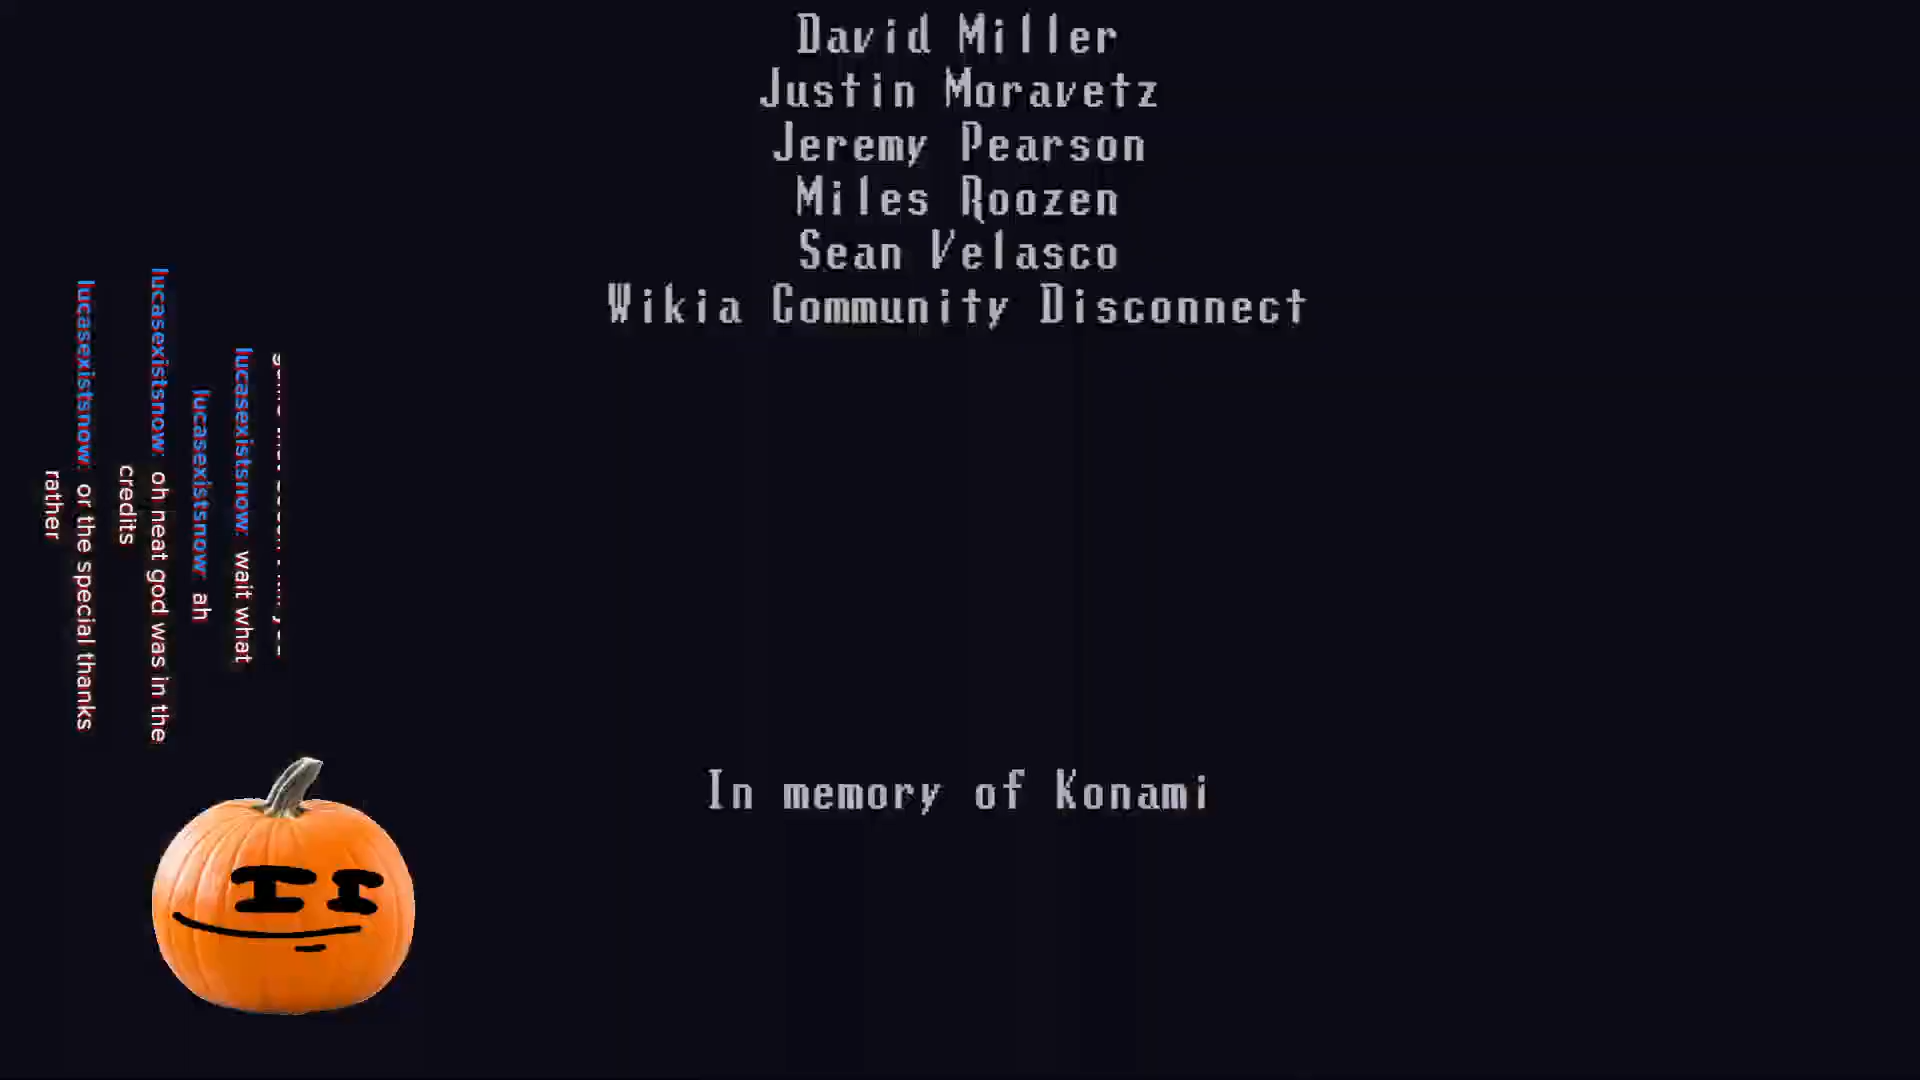 David Miller
Justin Moravetz
Jeremy Pearson
Miles Roozen
Sean Velasco
Wikia Community Disconnect
In memory of Konami
lucasexistsnow: wait what
lucasexistsnow: ah
lucasexistsnow: oh neat god was in the
credits
lucasexistsnow: or the special thanks
rather